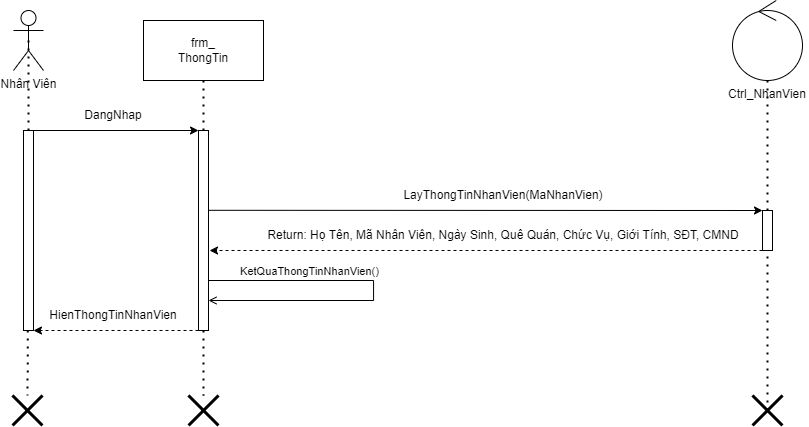 frm_
ThongTin
Nhân Viên
Ctrl_NhanVien
DangNhap
LayThongTinNhanVien(MaNhanVien)
Return: Họ Tên, Mã Nhân Viên, Ngày Sinh, Quê Quán, Chức Vụ, Giới Tính, SĐT, CMND
KetQuaThongTinNhanVien()
HienThongTinNhanVien